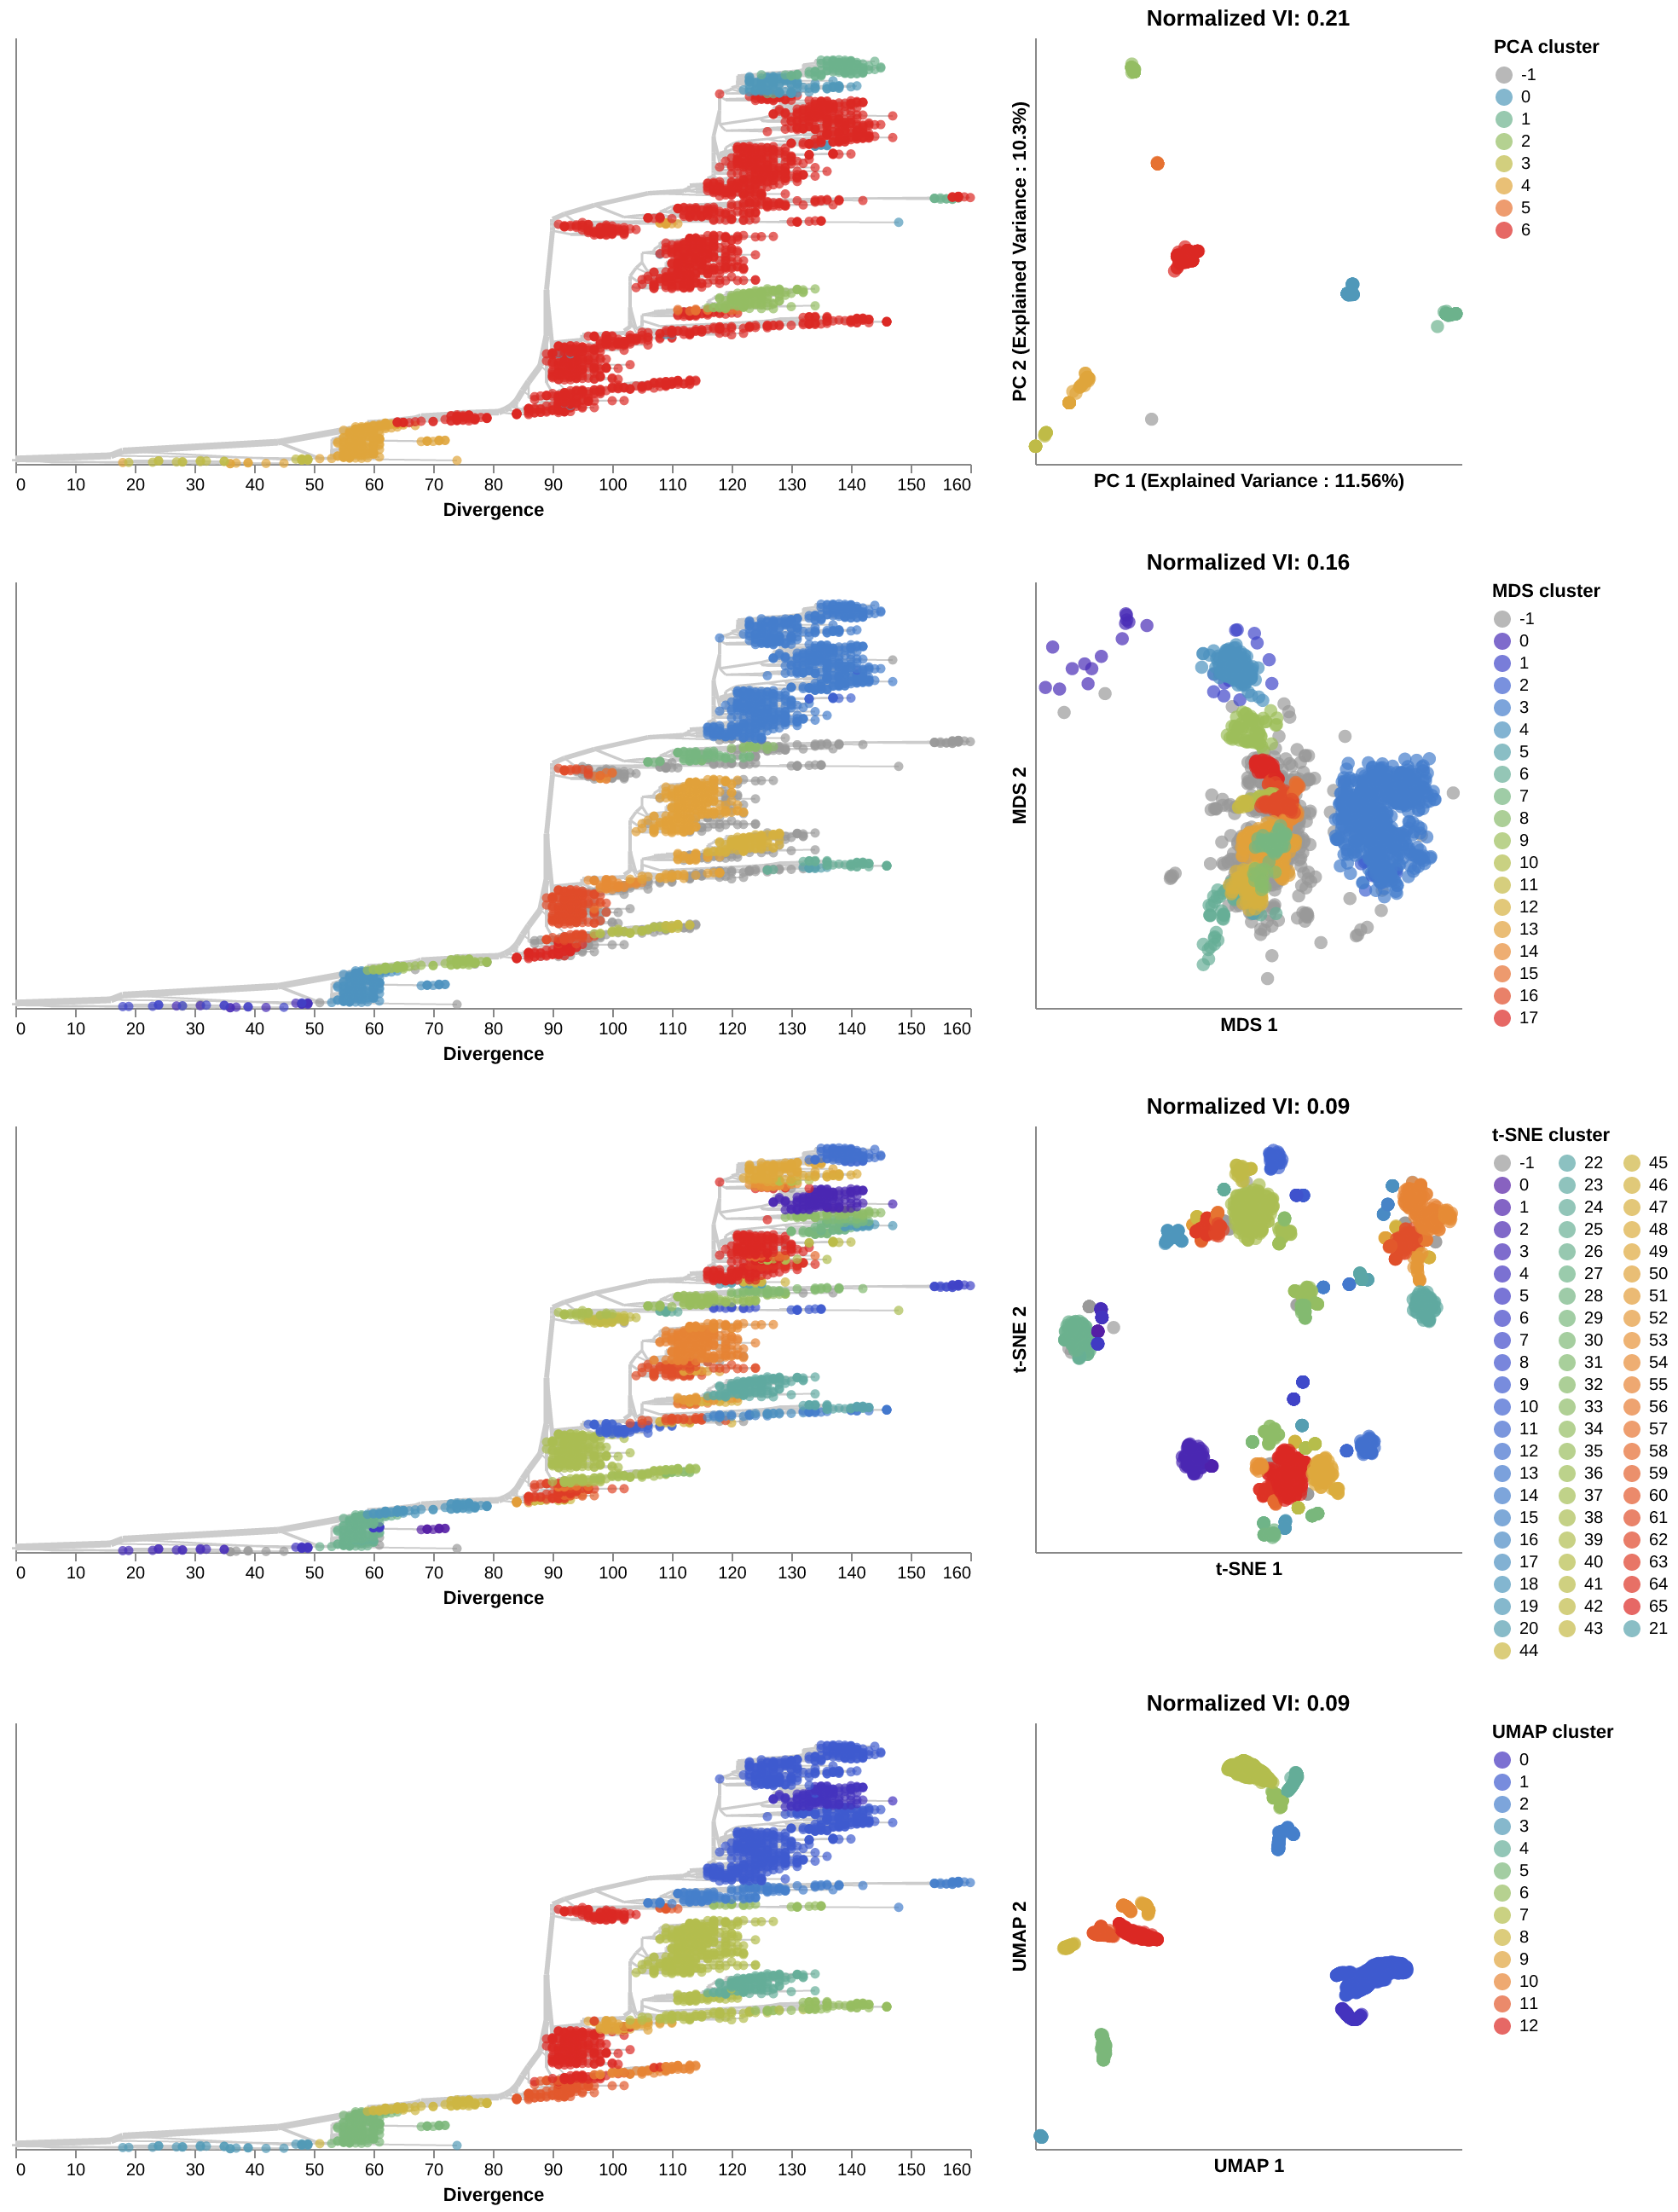 Normalized VI: 0.21
PCA cluster
-1
0
1
2
3
4
5
6
PC 2 (Explained Variance : 10.3%)
0 10 20 30 40 50 60 70 80 90 100 110 120 130 140 150 160
Divergence
PC 1 (Explained Variance : 11.56%)
Normalized VI: 0.16
MDS cluster
-1
0
1
2
3
4
5
6
7
8
9
10
11
12
13
14
15
16
17
MDS 2
0 10 20 30 40 50 60 70 80 90 100 110 120 130 140 150 160
Divergence
MDS 1
Normalized VI: 0.09
t-SNE cluster
-1 22 45
0 23 46
1 24 47
2 25 48
3 26 49
4 27 50
5 28 51
6 29 52
7 30 53
8 31 54
9 32 55
10 33 56
11 34 57
12 35 58
13 36 59
14 37 60
15 38 61
16 39 62
17 40 63
18 41 64
19 42 65
20 43 21
44
t-SNE 2
0 10 20 30 40 50 60 70 80 90 100 110 120 130 140 150 160
Divergence
t-SNE 1
Normalized VI: 0.09
UMAP cluster
0
1
2
3
4
5
6
7
8
9
10
11
12
UMAP 2
0 10 20 30 40 50 60 70 80 90 100 110 120 130 140 150 160
Divergence
UMAP 1